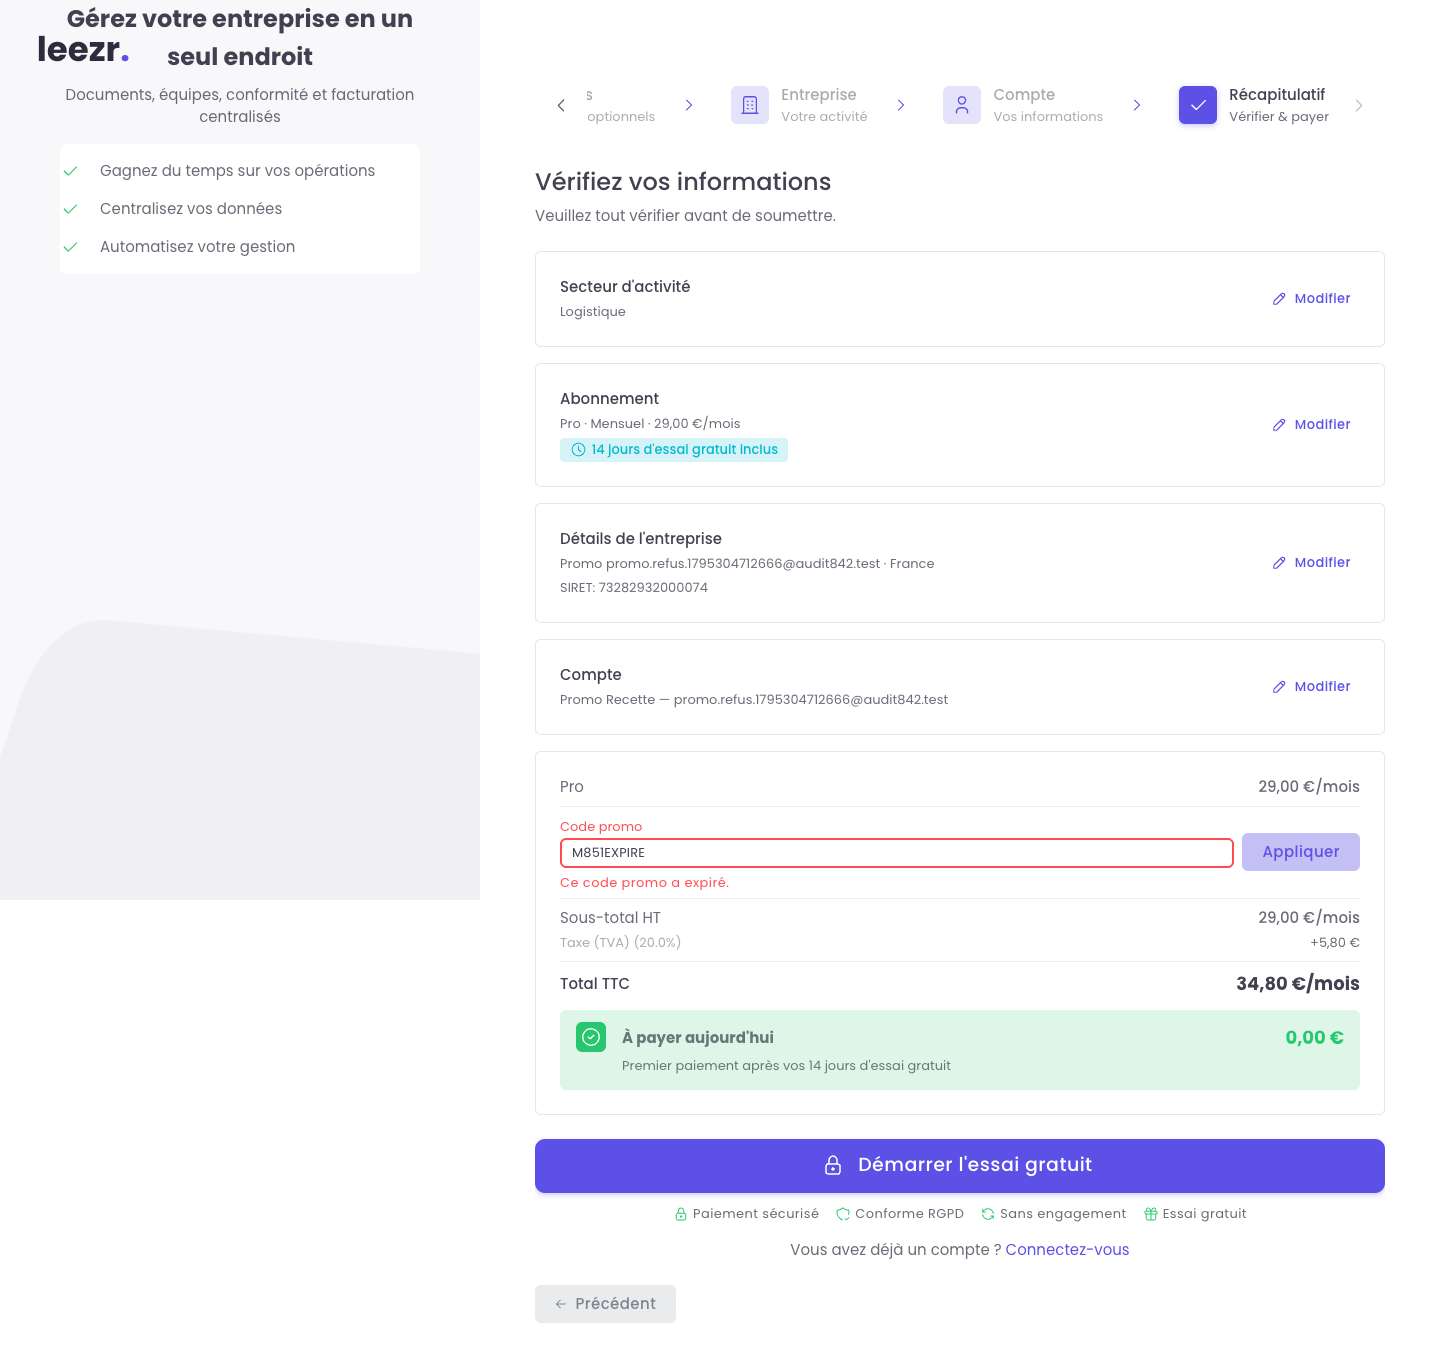 Gérez votre entreprise en un
seul endroit
leezr.
Documents, équipes, conformité et facturation
centralisés
Gagnez du temps sur vos opérations
Centralisez vos données
Automatisez votre gestion
s
optionnels
Entreprise
Votre activité
Compte
Vos informations
Récapitulatif
Vérifier & payer
Vérifiez vos informations
Veuillez tout vérifier avant de soumettre.
Secteur d'activité
Logistique
Modifier
Abonnement
Pro · Mensuel · 29,00 €/mois
14 jours d'essai gratuit inclus
Modifier
Détails de l'entreprise
Promo promo.refus.1795304712666@audit842.test · France
SIRET: 73282932000074
Modifier
Compte
Promo Recette — promo.refus.1795304712666@audit842.test
Modifier
Pro 29,00 €/mois
Code promo
M851EXPIRE
Appliquer
Ce code promo a expiré.
Sous-total HT 29,00 €/mois
Taxe (TVA) (20.0%) +5,80 €
Total TTC 34,80 €/mois
À payer aujourd'hui 0,00 €
Premier paiement après vos 14 jours d'essai gratuit
Démarrer l'essai gratuit
Paiement sécurisé Conforme RGPD Sans engagement Essai gratuit
Vous avez déjà un compte ? Connectez-vous
Précédent